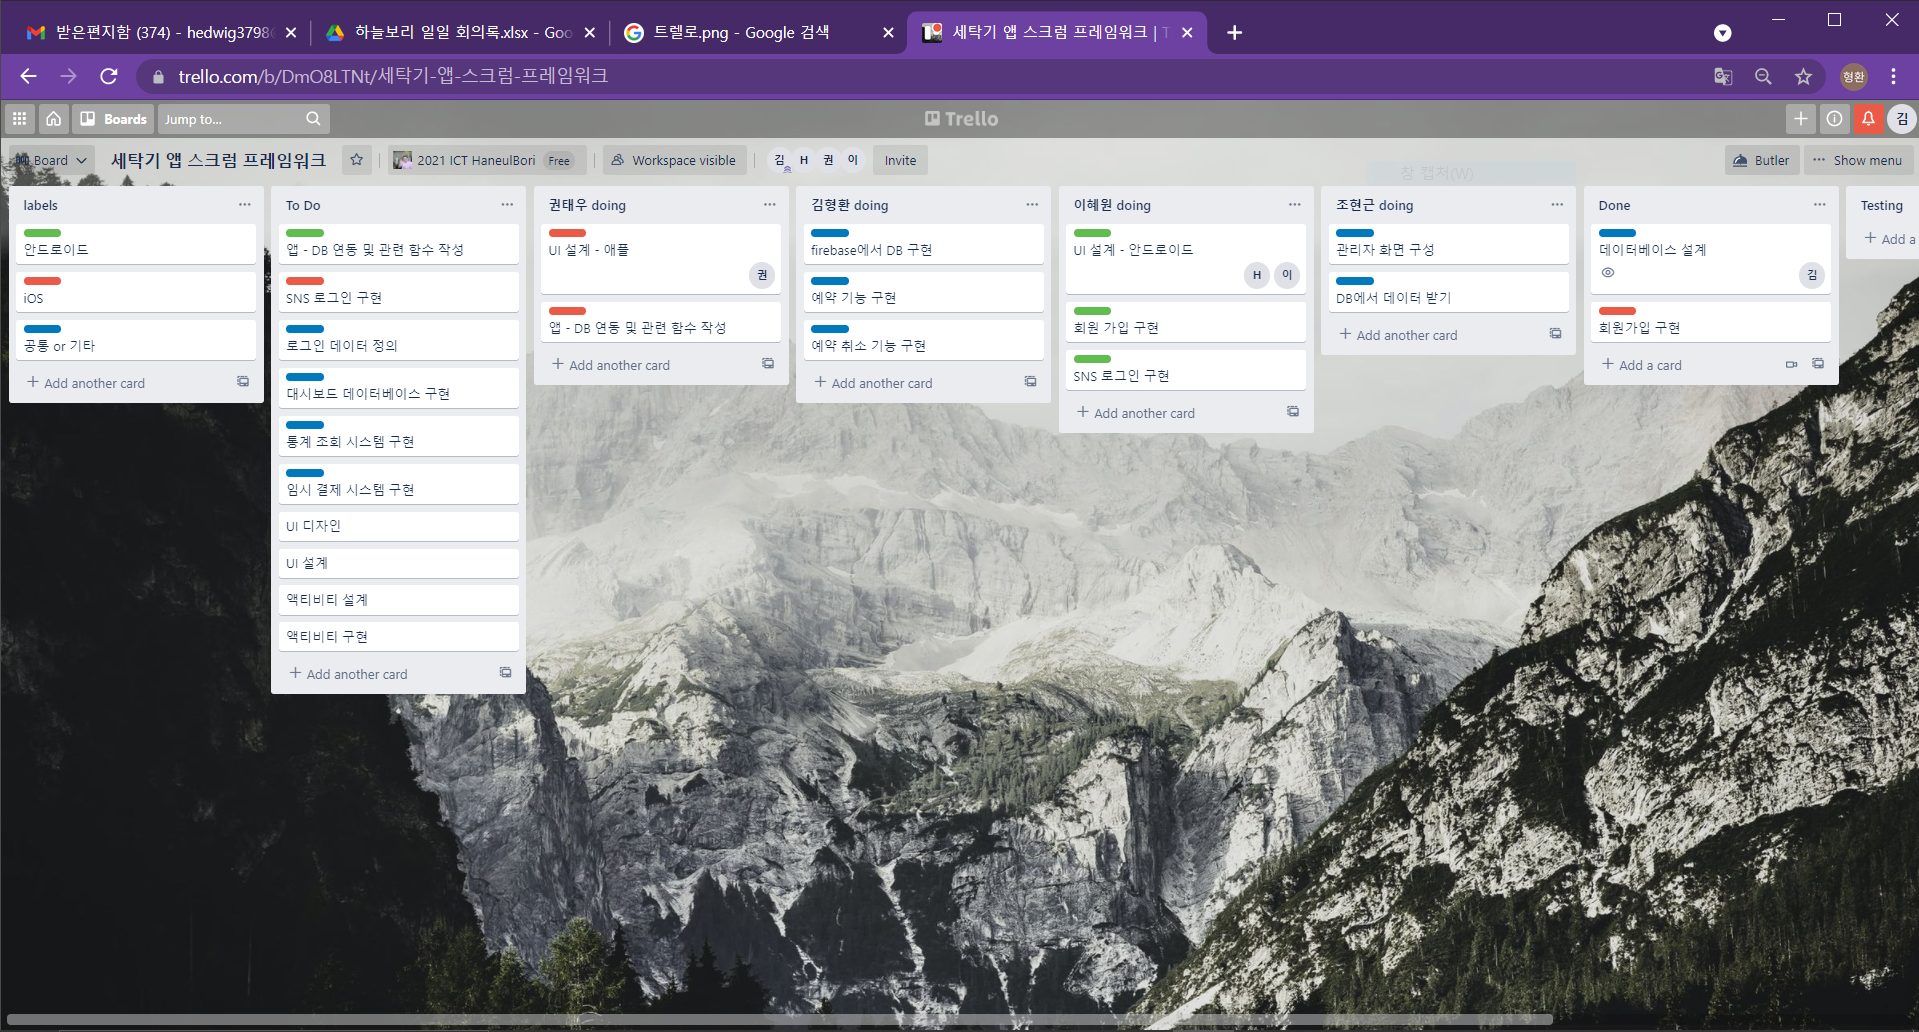 받은편지함 (374) - hedwig3798
하늘보리 일일 회의록.xlsx - Goo
트렐로.png - Google 검색
세탁기 앱 스크럼 프레임워크 | T
trello.com/b/DmO8LTNt/세탁기-앱-스크럼-프레임워크
형환
Boards
Jump to...
Trello
김
Board
세탁기 앱 스크럼 프레임워크
2021 ICT HaneulBori Free
Workspace visible
김 H 권 이
Invite
창 캡처(W)
Butler
Show menu
labels
안드로이드
iOS
공통 or 기타
Add another card
To Do
앱 - DB 연동 및 관련 함수 작성
SNS 로그인 구현
로그인 데이터 정의
대시보드 데이터베이스 구현
통계 조회 시스템 구현
임시 결제 시스템 구현
UI 디자인
UI 설계
액티비티 설계
액티비티 구현
Add another card
권태우 doing
UI 설계 - 애플
권
앱 - DB 연동 및 관련 함수 작성
Add another card
김형환 doing
firebase에서 DB 구현
예약 기능 구현
예약 취소 기능 구현
Add another card
이혜원 doing
UI 설계 - 안드로이드
H 이
회원 가입 구현
SNS 로그인 구현
Add another card
조현근 doing
관리자 화면 구성
DB에서 데이터 받기
Add another card
Done
데이터베이스 설계
김
회원가입 구현
Add a card
Testing
Add a